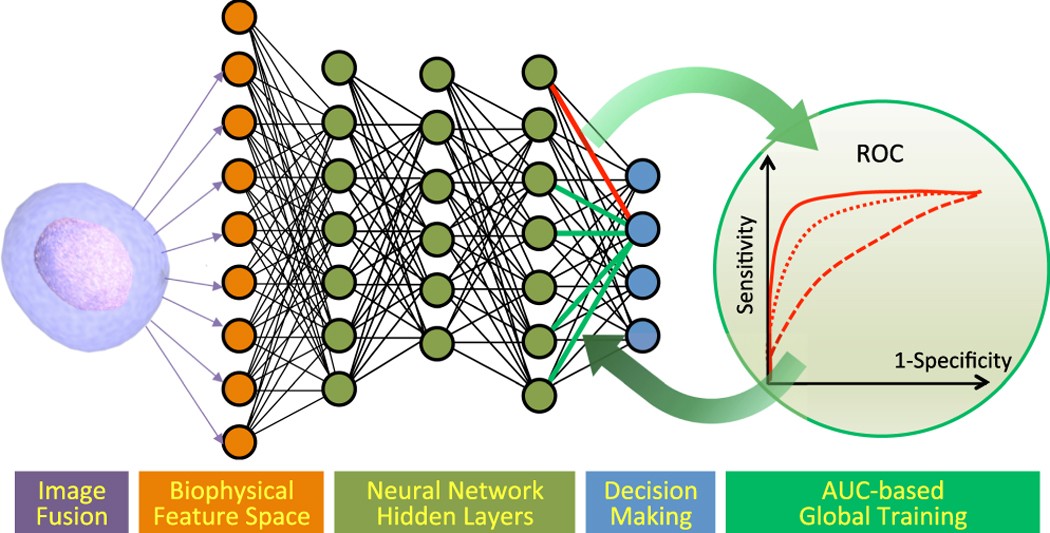 ROC
Sensitivity
1-Specificity
Image
Fusion
Biophysical
Feature Space
Neural Network
Hidden Layers
Decision
Making
AUC-based
Global Training